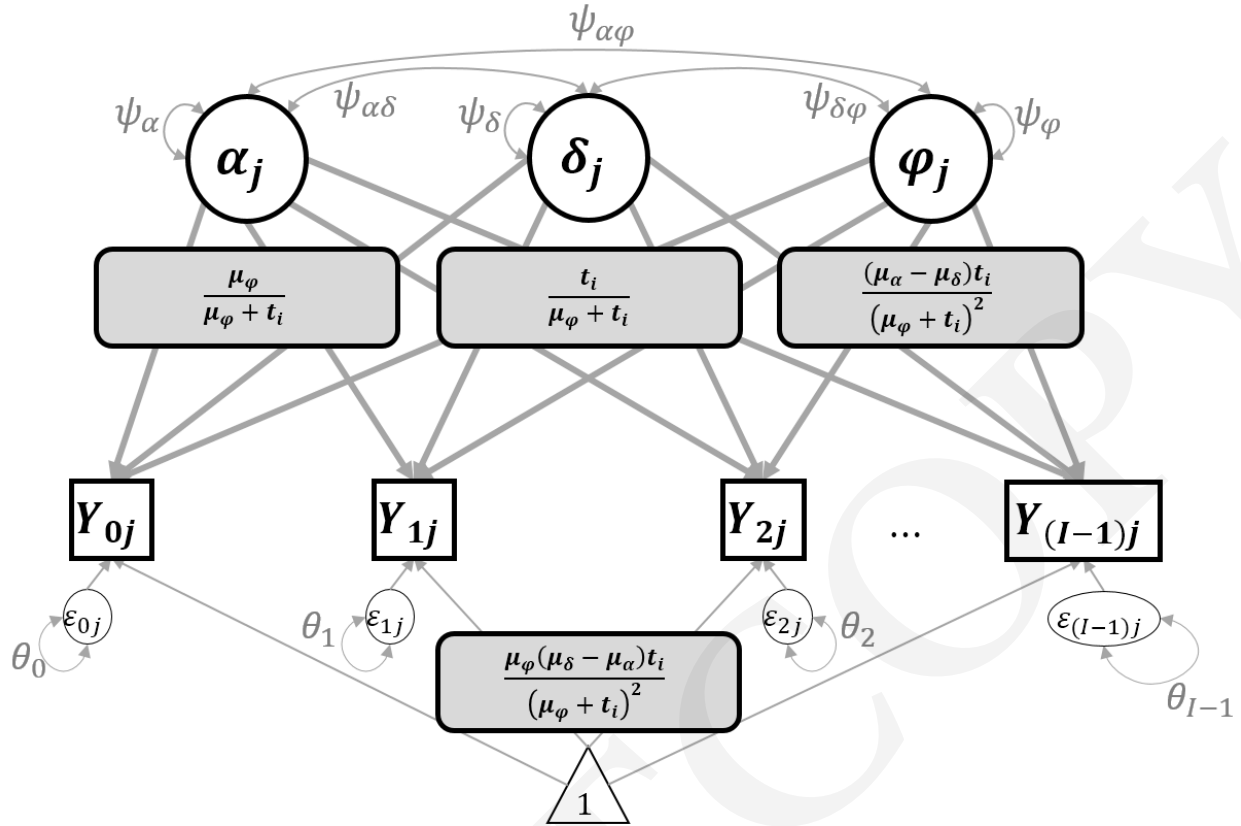 ψ_αφ
ψ_α ψ_αδ ψ_δ ψ_δφ ψ_φ
α_j δ_j φ_j
μ_φ / (μ_φ + t_i) t_i / (μ_φ + t_i) (μ_α − μ_δ)t_i / (μ_φ + t_i)^2
Y_0j Y_1j Y_2j ... Y_(I−1)j
ε_0j ε_1j ε_2j ε_(I−1)j
θ_0 θ_1 θ_2 θ_I−1
μ_φ(μ_δ − μ_α)t_i / (μ_φ + t_i)^2
1
COPY